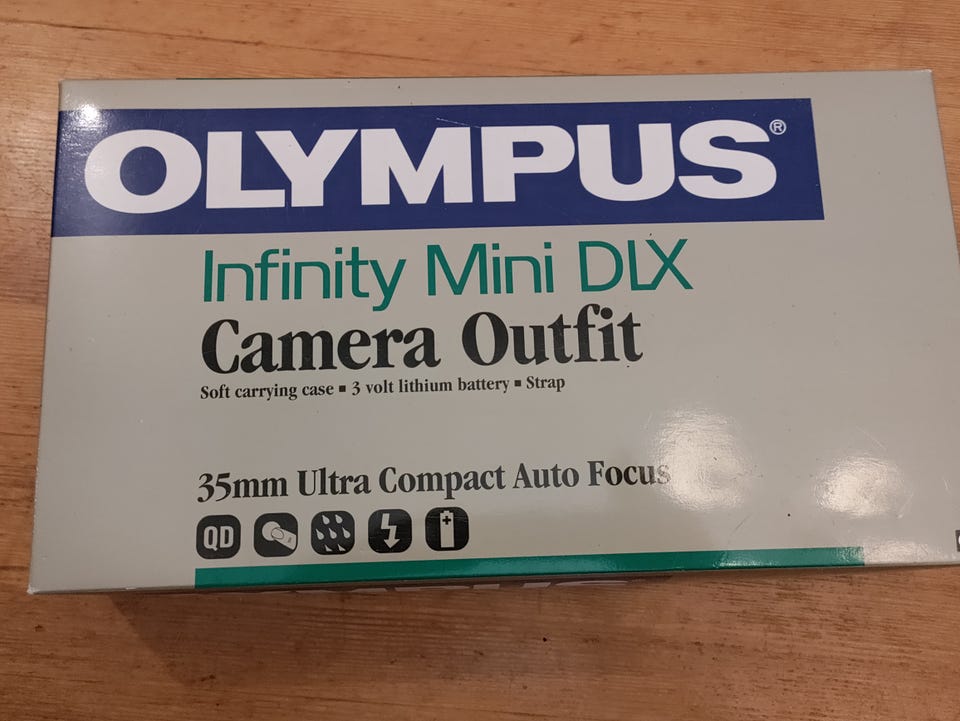 OLYMPUS®
Infinity Mini DLX
Camera Outfit
Soft carrying case ▪ 3 volt lithium battery ▪ Strap
35mm Ultra Compact Auto Focus
QD